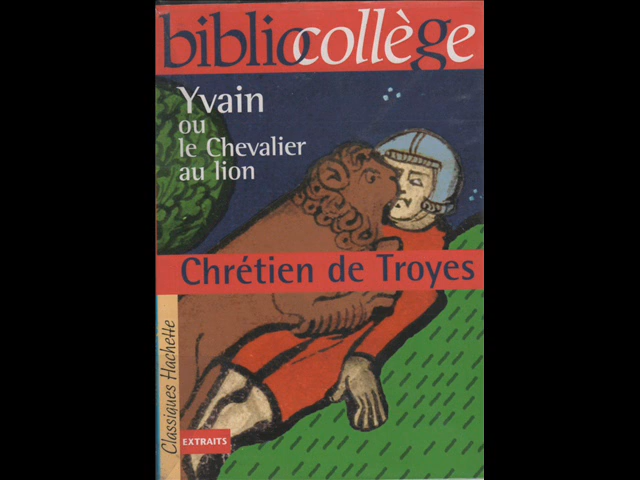 bibliocollège
Yvain
ou
le Chevalier
au lion
Chrétien de Troyes
Classiques Hachette
EXTRAITS